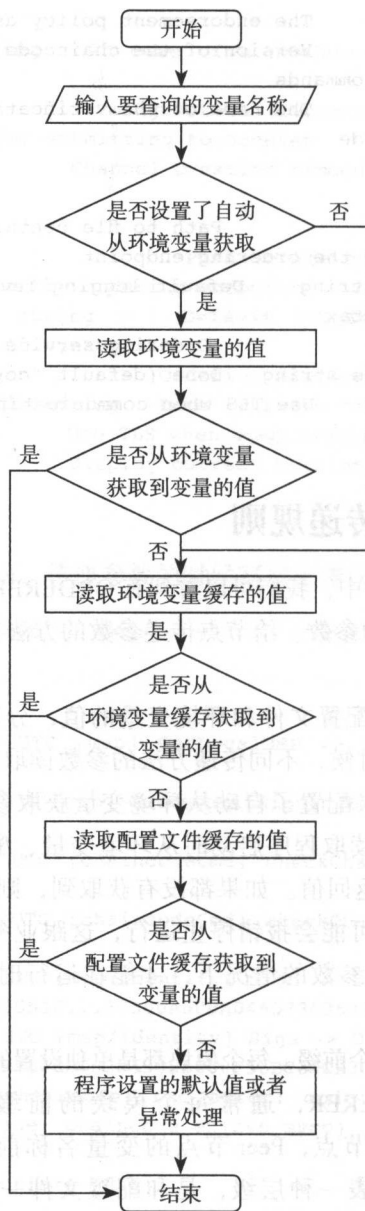 开始
输入要查询的变量名称
是否设置了自动
从环境变量获取
否
是
读取环境变量的值
是
是否从环境变量
获取到变量的值
否
读取环境变量缓存的值
是
是否从
环境变量缓存获取到
变量的值
是
否
读取配置文件缓存的值
是否从
配置文件缓存获取到
变量的值
是
否
程序设置的默认值或者
异常处理
结束